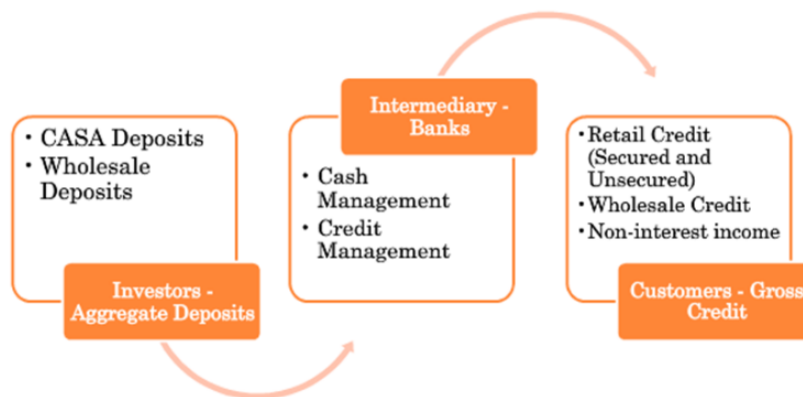 • CASA Deposits
• Wholesale
Deposits
Investors -
Aggregate Deposits
Intermediary -
Banks
• Cash
Management
• Credit
Management
• Retail Credit
(Secured and
Unsecured)
• Wholesale Credit
• Non-interest income
Customers - Gross
Credit